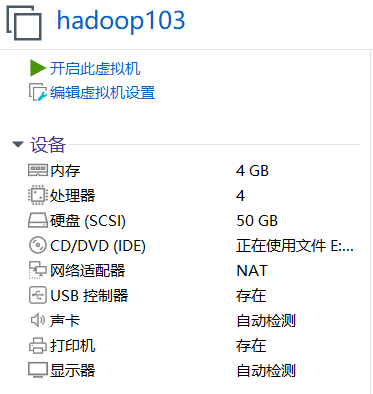 hadoop103
开启此虚拟机
编辑虚拟机设置
设备
内存 4 GB
处理器 4
硬盘 (SCSI) 50 GB
CD/DVD (IDE) 正在使用文件 E:...
网络适配器 NAT
USB 控制器 存在
声卡 自动检测
打印机 存在
显示器 自动检测